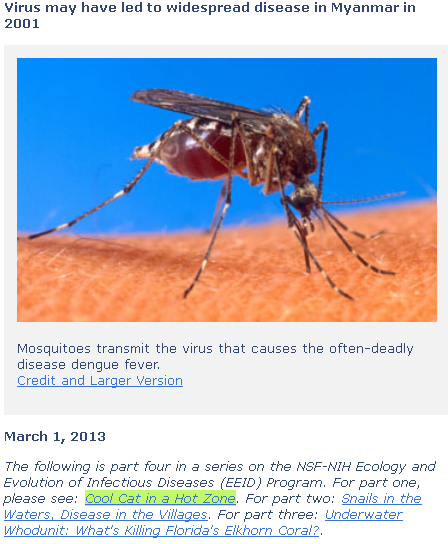 Virus may have led to widespread disease in Myanmar in
2001
Mosquitoes transmit the virus that causes the often-deadly
disease dengue fever.
Credit and Larger Version
March 1, 2013
The following is part four in a series on the NSF-NIH Ecology and
Evolution of Infectious Diseases (EEID) Program. For part one,
please see: Cool Cat in a Hot Zone. For part two: Snails in the
Waters, Disease in the Villages. For part three: Underwater
Whodunit: What's Killing Florida's Elkhorn Coral?.